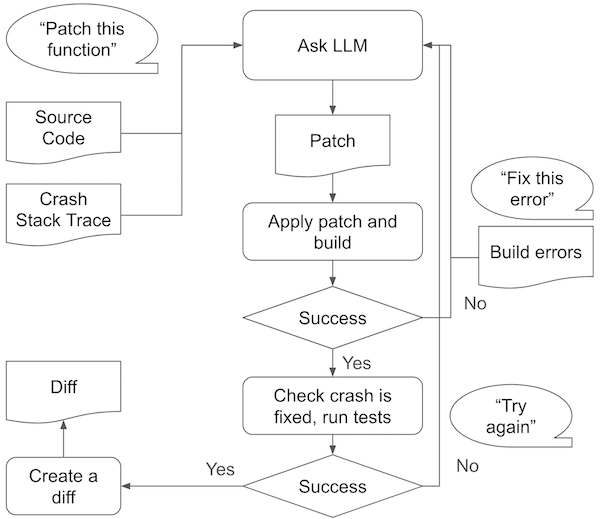 “Patch this
function”
Ask LLM
Source
Code
Patch
Crash
Stack Trace
“Fix this
error”
Apply patch and
build
Build errors
Success
No
Yes
Diff
Check crash is
fixed, run tests
“Try
again”
Yes
No
Create a
diff
Success